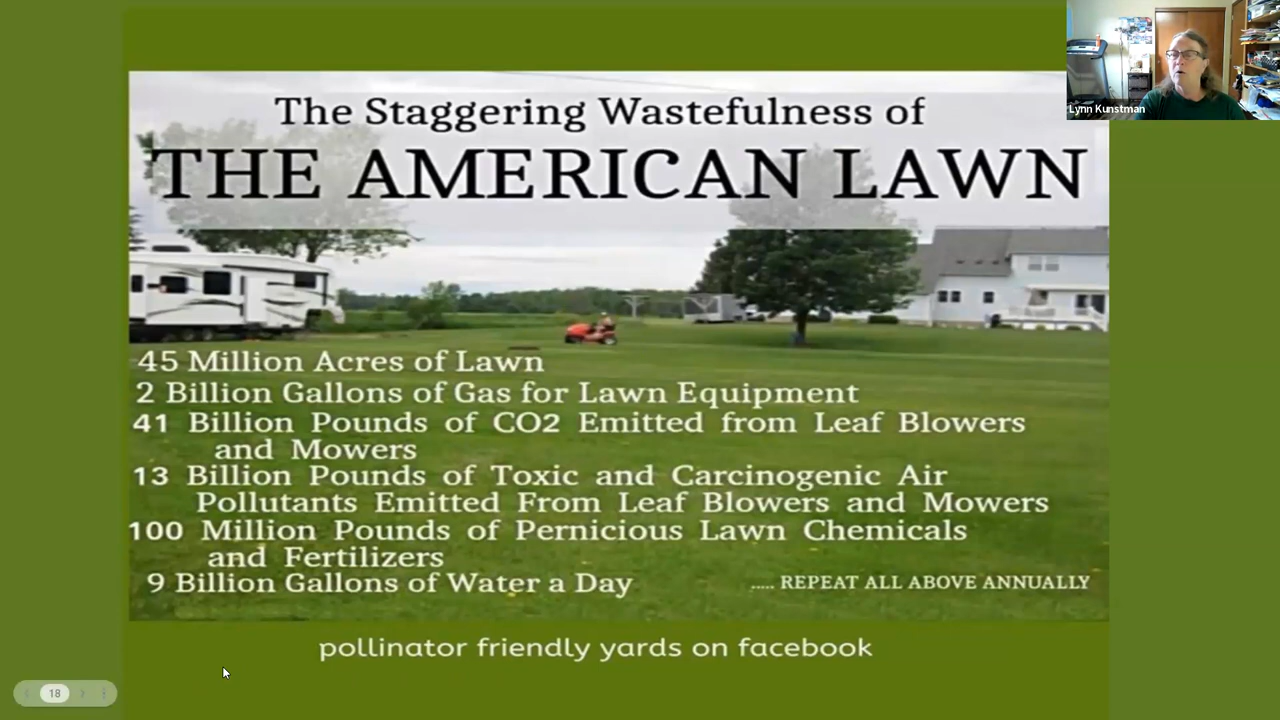 The Staggering Wastefulness of
THE AMERICAN LAWN
Lynn Kunstman
45 Million Acres of Lawn
2 Billion Gallons of Gas for Lawn Equipment
41 Billion Pounds of CO2 Emitted from Leaf Blowers
and Mowers
13 Billion Pounds of Toxic and Carcinogenic Air
Pollutants Emitted From Leaf Blowers and Mowers
100 Million Pounds of Pernicious Lawn Chemicals
and Fertilizers
9 Billion Gallons of Water a Day
..... REPEAT ALL ABOVE ANNUALLY
pollinator friendly yards on facebook
18